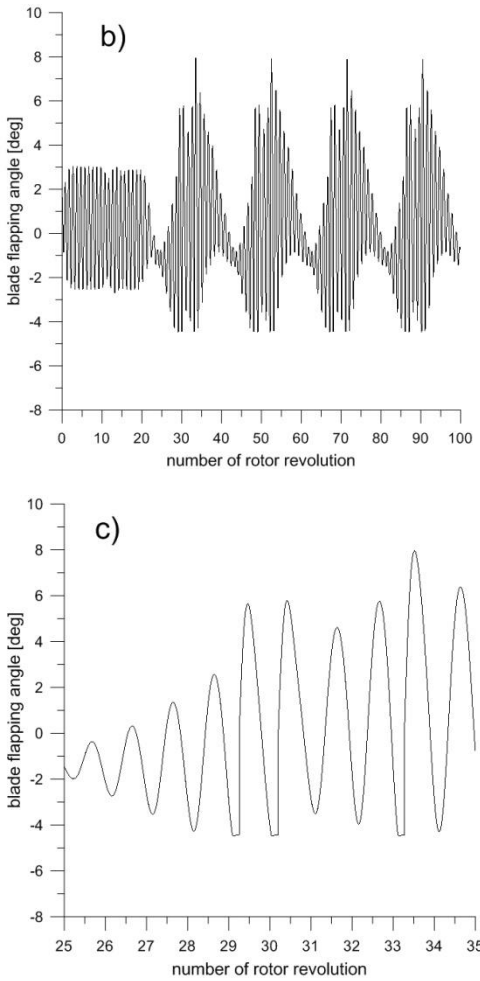 b)
blade flapping angle [deg]
10
8
6
4
2
0
-2
-4
-6
-8
0 10 20 30 40 50 60 70 80 90 100
number of rotor revolution
c)
blade flapping angle [deg]
10
8
6
4
2
0
-2
-4
-6
-8
25 26 27 28 29 30 31 32 33 34 35
number of rotor revolution